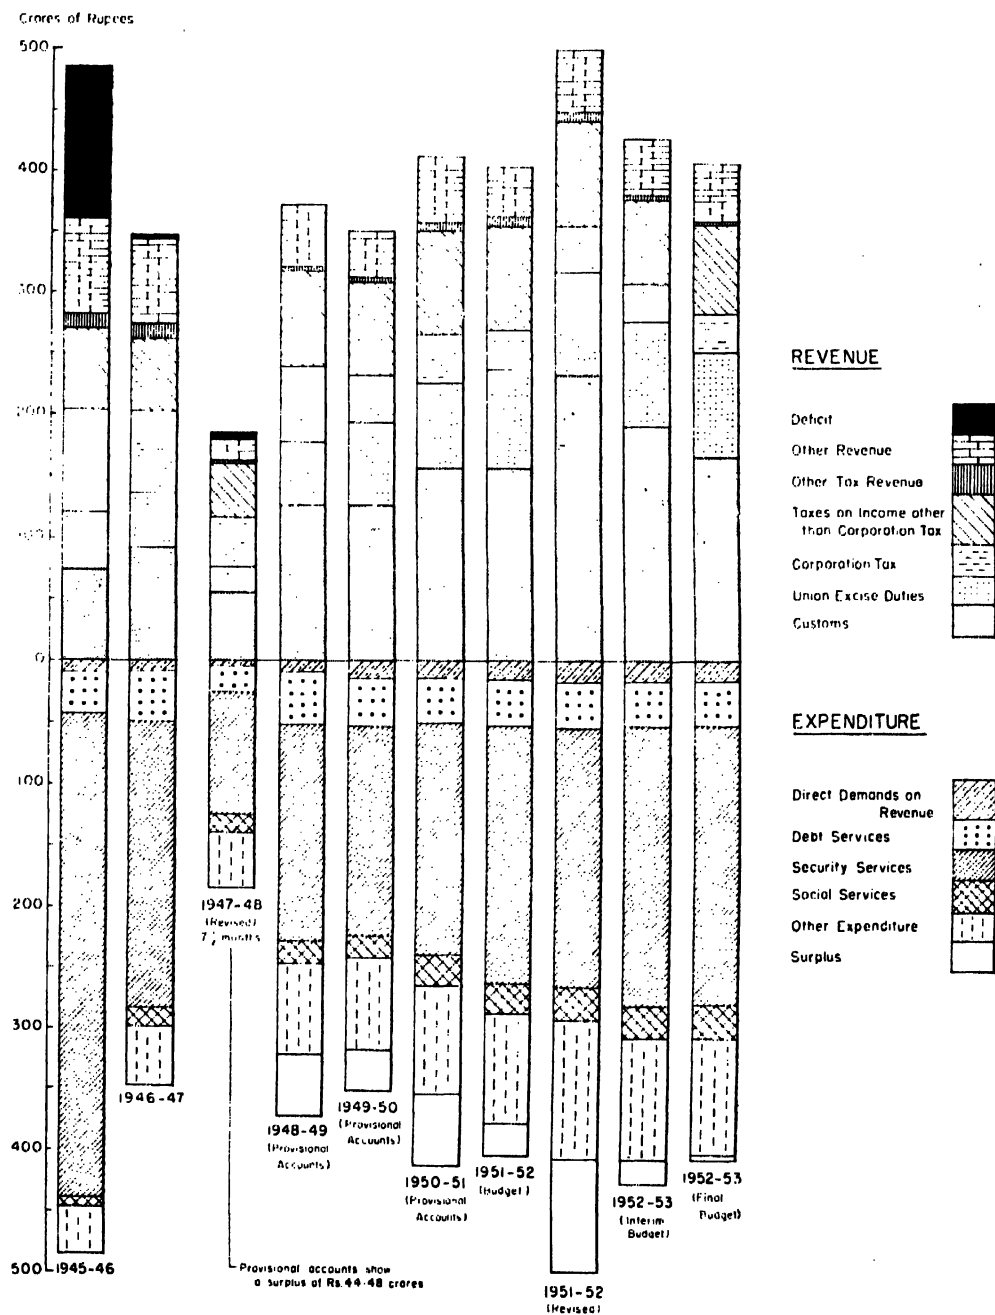 Crores of Rupees
500
400
300
200
100
0
100
200
300
400
500
1945-46
1946-47
1947-48
(Revised)
7½ months
1948-49
(Provisional
Accounts)
1949-50
(Provisional
Accounts)
1950-51
(Provisional
Accounts)
1951-52
(Budget)
1951-52
(Revised)
1952-53
(Interim
Budget)
1952-53
(Final
Budget)
Provisional accounts show
a surplus of Rs. 44·48 crores
REVENUE
Deficit
Other Revenue
Other Tax Revenue
Taxes on Income other
than Corporation Tax
Corporation Tax
Union Excise Duties
Customs
EXPENDITURE
Direct Demands on
Revenue
Debt Services
Security Services
Social Services
Other Expenditure
Surplus